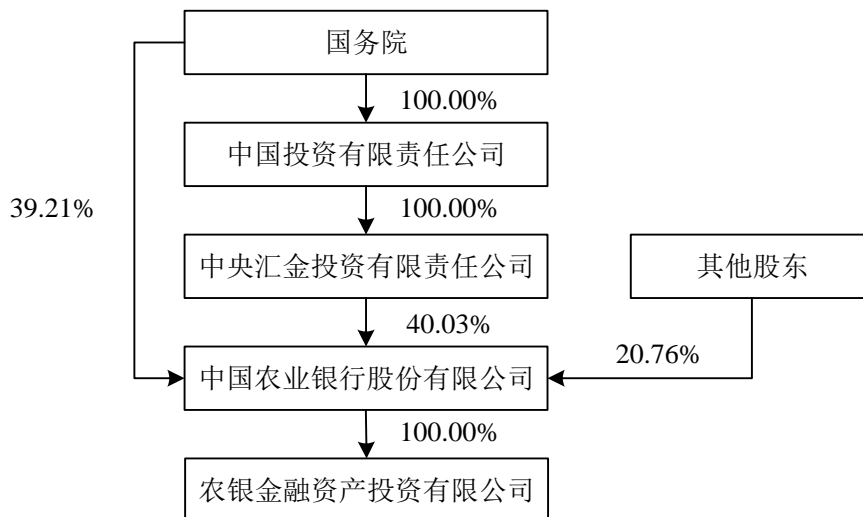 国务院
100.00%
中国投资有限责任公司
39.21%
100.00%
中央汇金投资有限责任公司
其他股东
40.03%
20.76%
中国农业银行股份有限公司
100.00%
农银金融资产投资有限公司